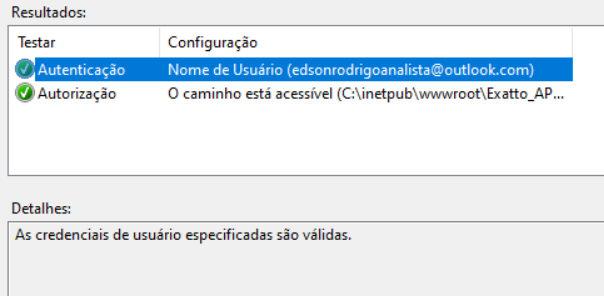 Resultados:
Testar Configuração
Autenticação Nome de Usuário (edsonrodrigoanalista@outlook.com)
Autorização O caminho está acessível (C:\inetpub\wwwroot\Exatto_AP...
Detalhes:
As credenciais de usuário especificadas são válidas.